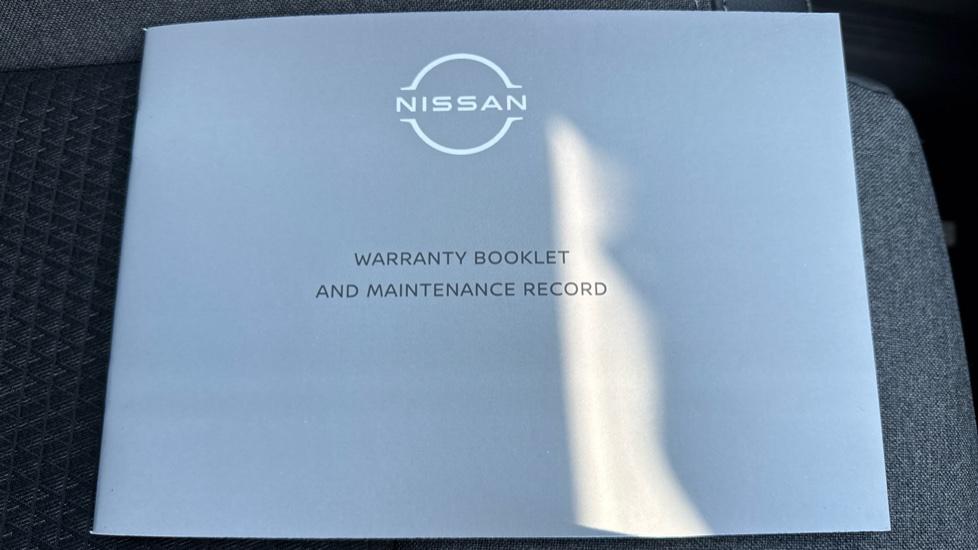 NISSAN
WARRANTY BOOKLET
AND MAINTENANCE RECORD